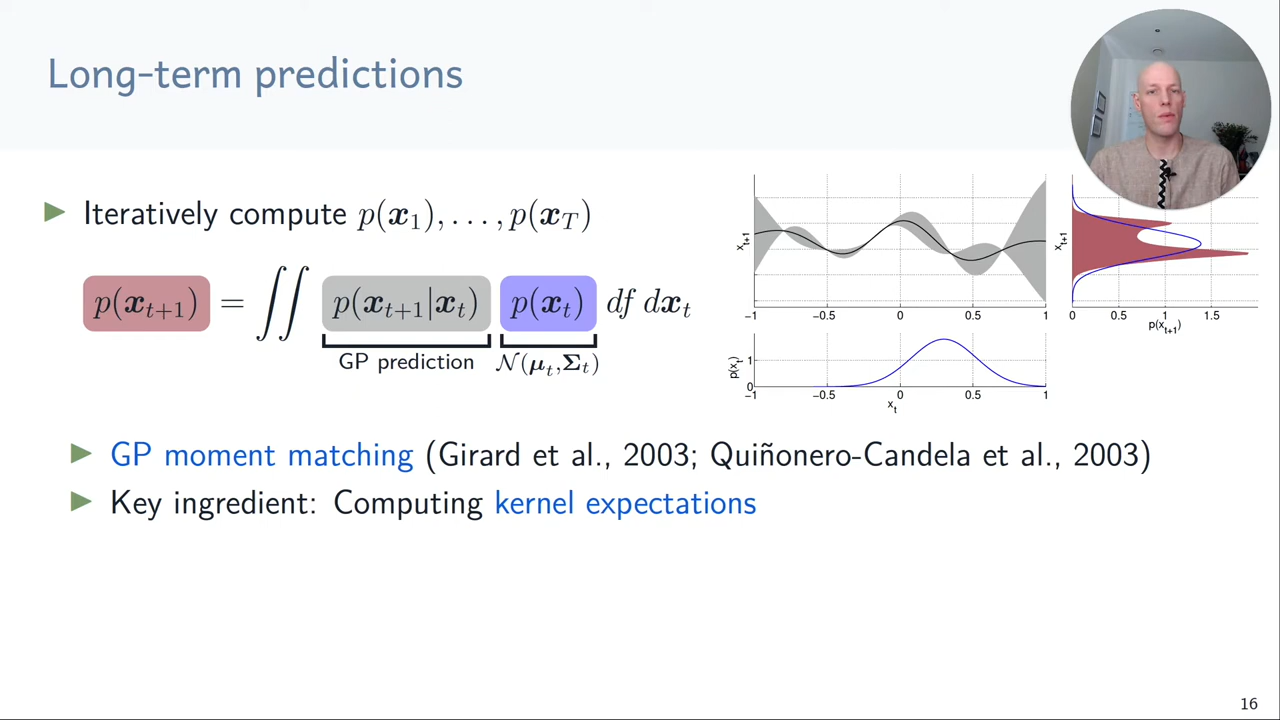 Long-term predictions
Iteratively compute p(x_1), . . . , p(x_T)
p(x_{t+1}) = ∬ p(x_{t+1}|x_t) p(x_t) df dx_t
GP prediction
N(μ_t, Σ_t)
x_{t+1}
−1 −0.5 0 0.5 1
p(x_t)
1
0
−1 −0.5 0 0.5 1
x_t
x_{t+1}
0 0.5 1 1.5
p(x_{t+1})
GP moment matching (Girard et al., 2003; Quiñonero-Candela et al., 2003)
Key ingredient: Computing kernel expectations
16